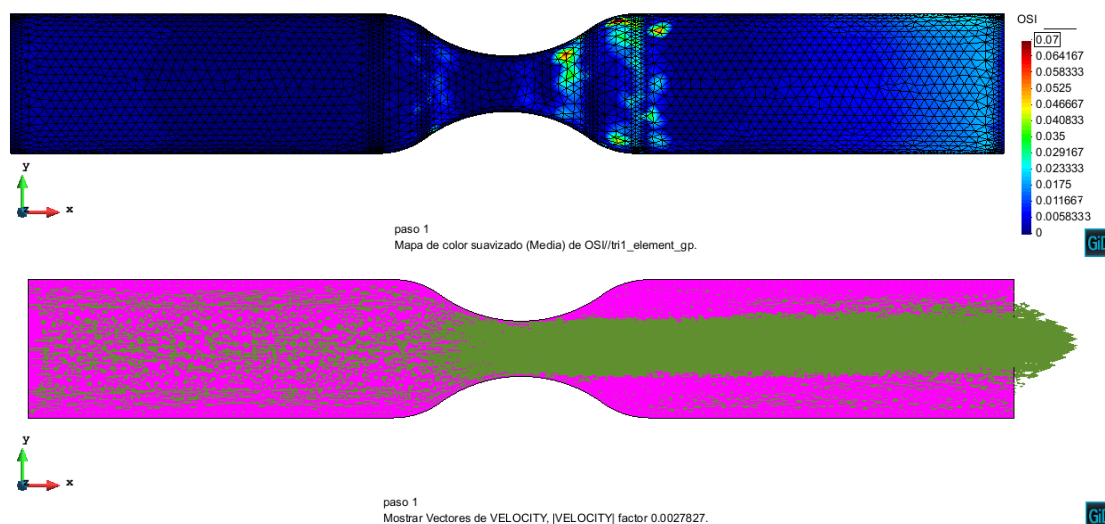 OSI
0.07
0.064167
0.058333
0.0525
0.046667
0.040833
0.035
0.029167
0.023333
0.0175
0.011667
0.0058333
0
y
z x
paso 1
Mapa de color suavizado (Media) de OSI//tri1_element_gp.
GiD
y
z x
paso 1
Mostrar Vectores de VELOCITY, |VELOCITY| factor 0.0027827.
GiD